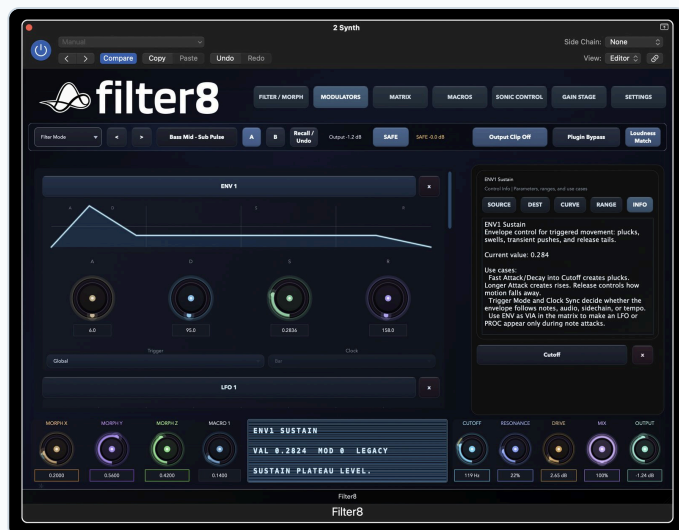 2 Synth
Manual
Side Chain: None
< > Compare Copy Paste Undo Redo
View: Editor
filter8
FILTER / MORPH MODULATORS MATRIX MACROS SONIC CONTROL GAIN STAGE SETTINGS
Filter Mode < > Bass Mid - Sub Pulse A B Recall / Undo Output -1.2 dB SAFE SAFE -0.0 dB Output Clip Off Plugin Bypass Loudness Match
ENV 1 x
A D S R
A D S R
6.0 95.0 0.2836 158.0
Trigger Clock
Global
LFO 1 x
ENV1 Sustain
Control Info | Parameters, ranges, and use cases
SOURCE DEST CURVE RANGE INFO
ENV1 Sustain
Envelope control for triggered movement: plucks,
swells, transient pushes, and release tails.
Current value: 0.284
Use cases:
Fast Attack/Decay into Cutoff creates plucks.
Longer Attack creates rises. Release controls how
motion falls away.
Trigger Mode and Clock Sync decide whether the
envelope follows notes, audio, sidechain, or tempo.
Use ENV as VIA in the matrix to make an LFO or
PROC appear only during note attacks.
Cutoff x
MORPH X MORPH Y MORPH Z MACRO 1
0.2000 0.5600 0.4200 0.1400
ENV1 SUSTAIN
VAL 0.2824 MOD 0 LEGACY
SUSTAIN PLATEAU LEVEL.
CUTOFF RESONANCE DRIVE MIX OUTPUT
119 Hz 22% 2.65 dB 100% -1.24 dB
Filter8
Filter8